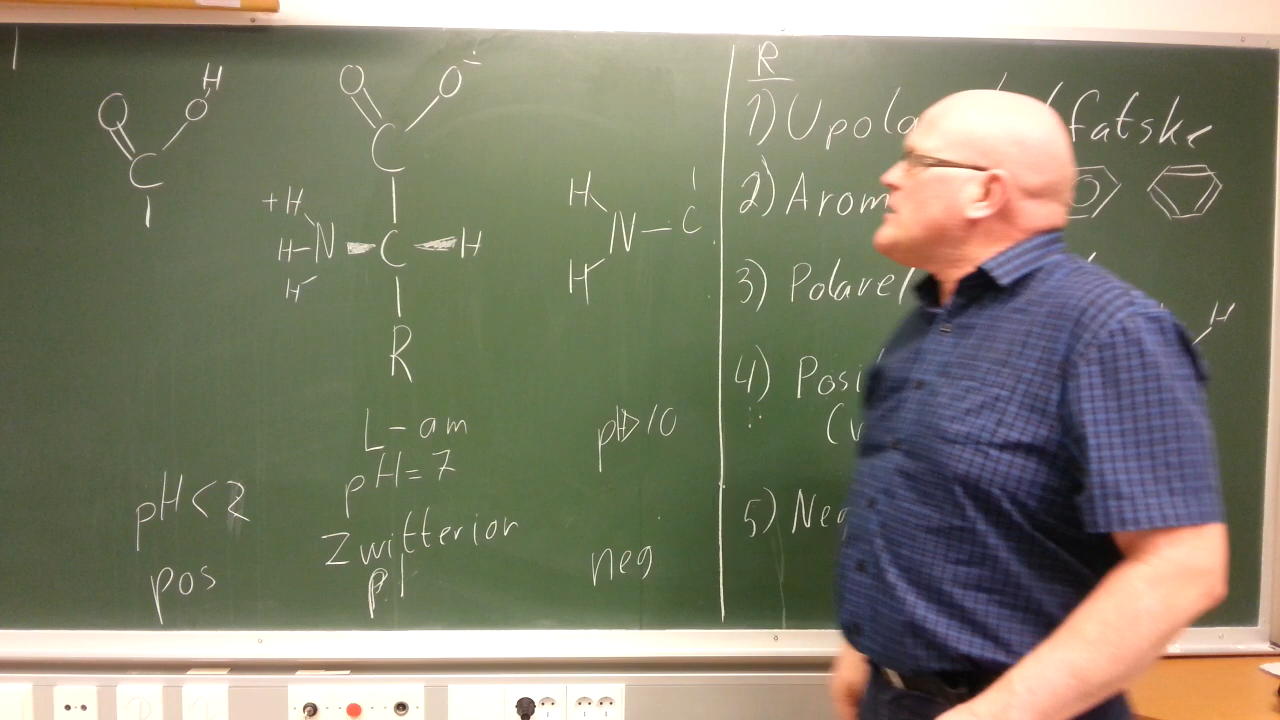 O O H
C
O O-
C
+H
H-N C H
H
R
L-am
pH=7
Zwitterion
pI
pH<2
pos
H
N-C
H
pH>10
neg
R
1) Upola fatske
2) Arom
3) Polare
H
4) Posi
(v
5) Neg